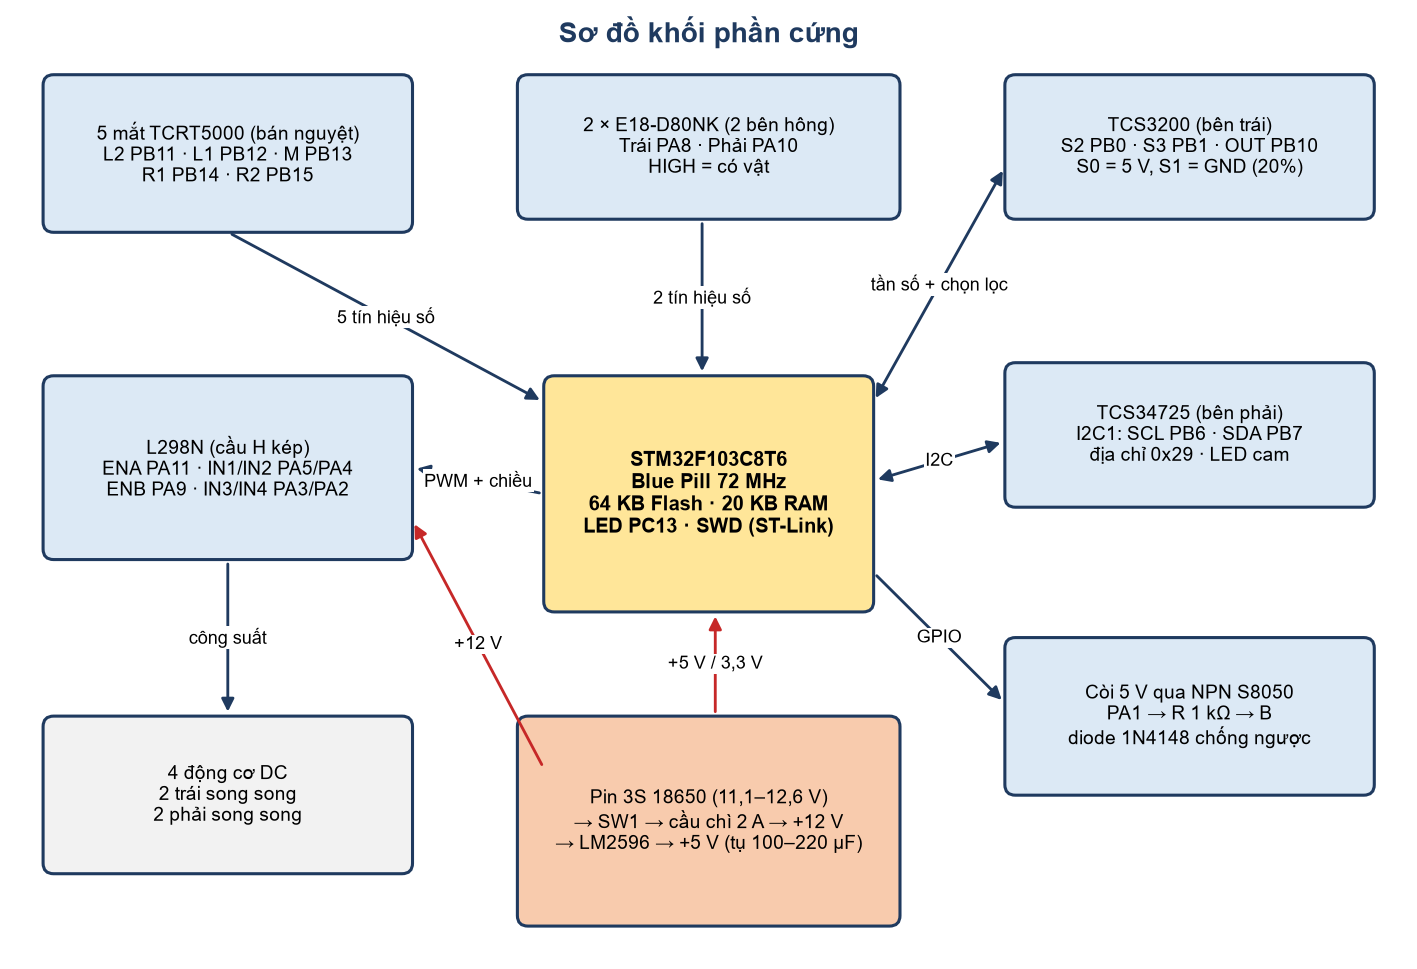 Sơ đồ khối phần cứng
5 mắt TCRT5000 (bán nguyệt)
L2 PB11 · L1 PB12 · M PB13
R1 PB14 · R2 PB15
2 × E18-D80NK (2 bên hông)
Trái PA8 · Phải PA10
HIGH = có vật
TCS3200 (bên trái)
S2 PB0 · S3 PB1 · OUT PB10
S0 = 5 V, S1 = GND (20%)
5 tín hiệu số
2 tín hiệu số
tần số + chọn lọc
L298N (cầu H kép)
ENA PA11 · IN1/IN2 PA5/PA4
ENB PA9 · IN3/IN4 PA3/PA2
PWM + chiều
STM32F103C8T6
Blue Pill 72 MHz
64 KB Flash · 20 KB RAM
LED PC13 · SWD (ST-Link)
I2C
TCS34725 (bên phải)
I2C1: SCL PB6 · SDA PB7
địa chỉ 0x29 · LED cam
công suất
+12 V
+5 V / 3,3 V
GPIO
4 động cơ DC
2 trái song song
2 phải song song
Pin 3S 18650 (11,1–12,6 V)
→ SW1 → cầu chì 2 A → +12 V
→ LM2596 → +5 V (tụ 100–220 µF)
Còi 5 V qua NPN S8050
PA1 → R 1 kΩ → B
diode 1N4148 chống ngược